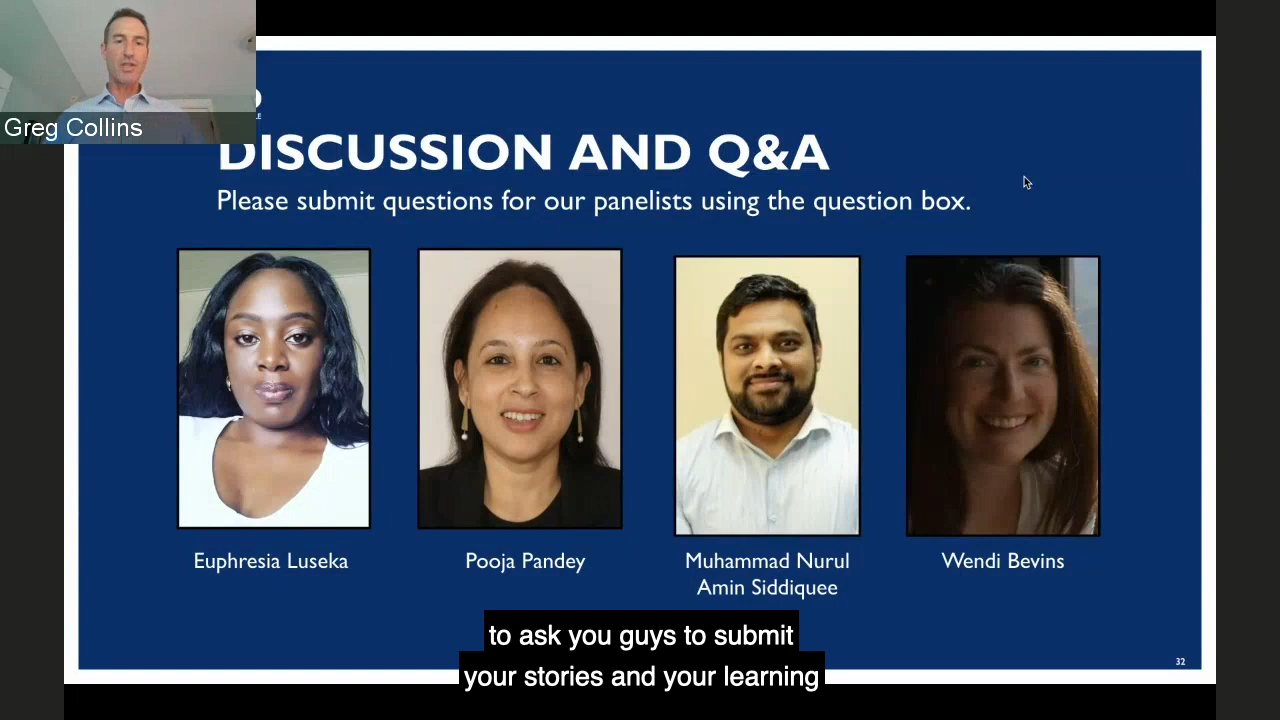 Greg Collins
DISCUSSION AND Q&A
Please submit questions for our panelists using the question box.
Euphresia Luseka
Pooja Pandey
Muhammad Nurul
Amin Siddiquee
Wendi Bevins
to ask you guys to submit
your stories and your learning
32